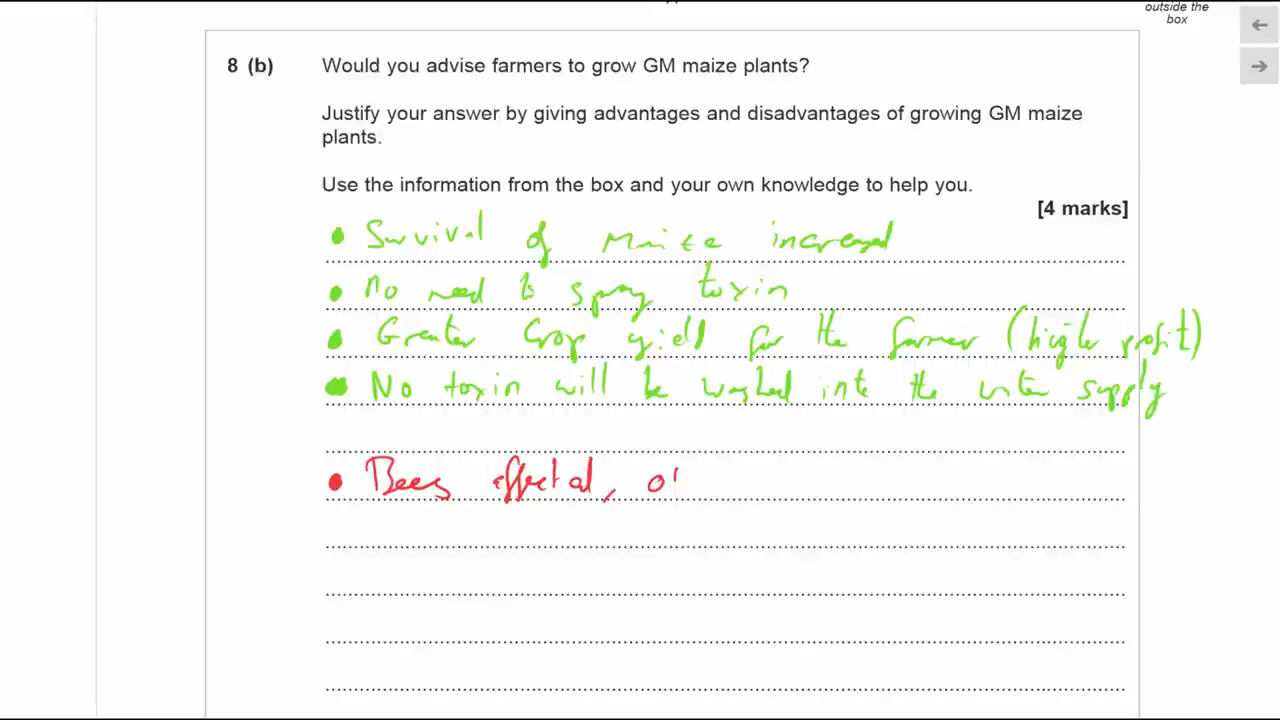 outside the
box
8 (b) Would you advise farmers to grow GM maize plants?
Justify your answer by giving advantages and disadvantages of growing GM maize
plants.
Use the information from the box and your own knowledge to help you.
[4 marks]
• Survival of Maize increased
• No need to spray toxin
• Greater Crop yield for the farmer (higher profit)
• No toxin will be washed into the water supply
• Bees affected, o